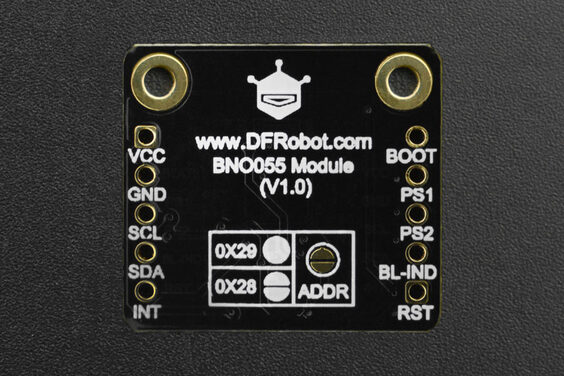 www.DFRobot.com
BNO055 Module
(V1.0)
VCC
GND
SCL
SDA
INT
BOOT
PS1
PS2
BL-IND
RST
0X29
0X28
ADDR